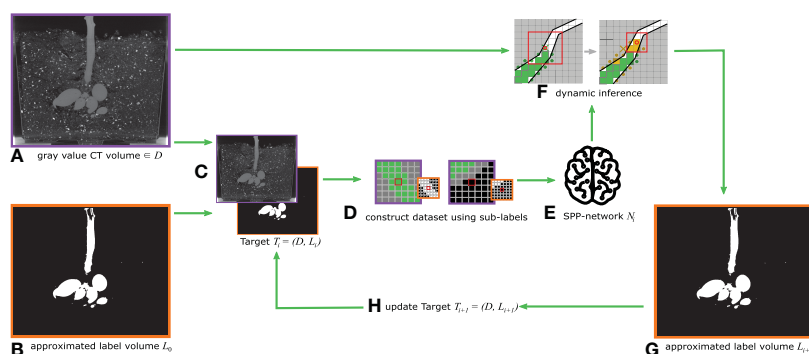 A gray value CT volume ∈ D
B approximated label volume L₀
C
Target Tᵢ = (D, Lᵢ)
D construct dataset using sub-labels
E SPP-network Nᵢ
F dynamic inference
G approximated label volume Lᵢ₊
H update Target Tᵢ₊₁ = (D, Lᵢ₊₁)